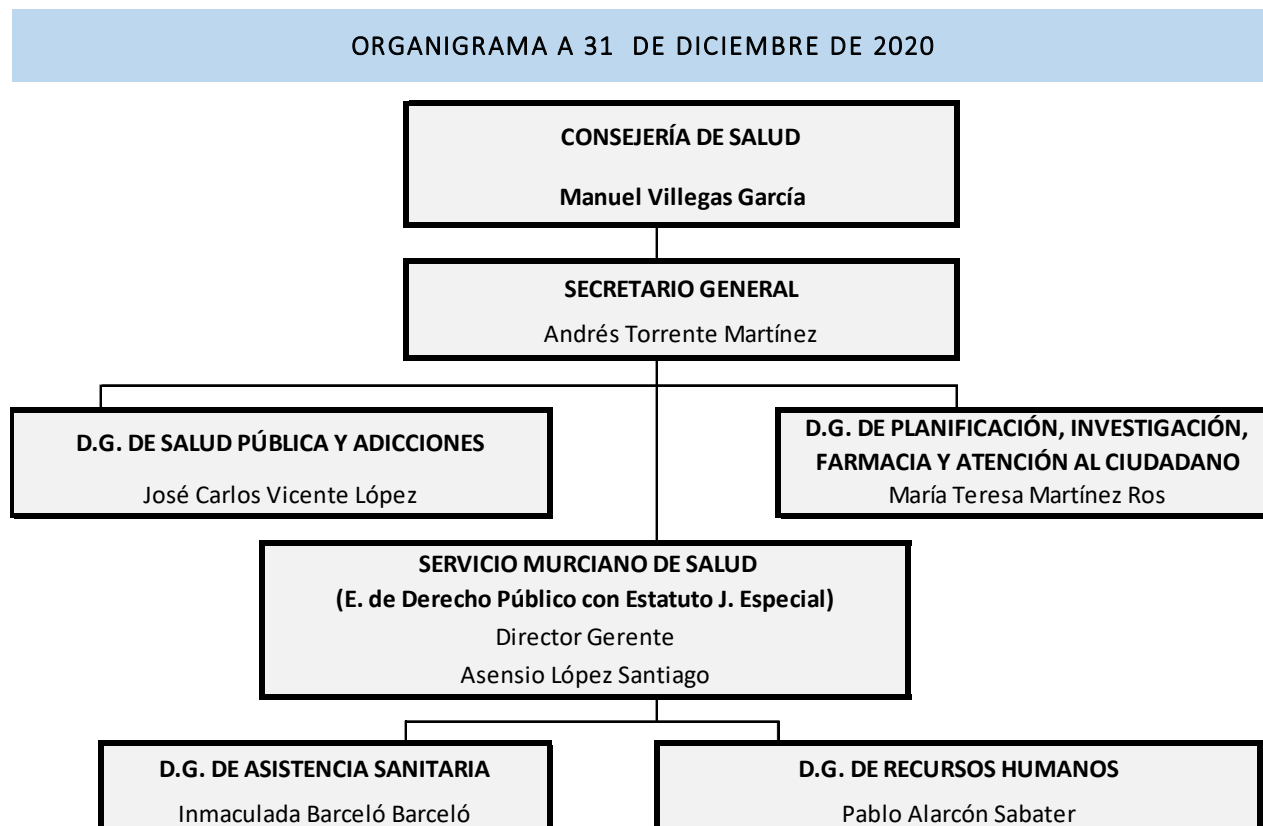 ORGANIGRAMA A 31 DE DICIEMBRE DE 2020
CONSEJERÍA DE SALUD
Manuel Villegas García
SECRETARIO GENERAL
Andrés Torrente Martínez
D.G. DE SALUD PÚBLICA Y ADICCIONES
José Carlos Vicente López
D.G. DE PLANIFICACIÓN, INVESTIGACIÓN,
FARMACIA Y ATENCIÓN AL CIUDADANO
María Teresa Martínez Ros
SERVICIO MURCIANO DE SALUD
(E. de Derecho Público con Estatuto J. Especial)
Director Gerente
Asensio López Santiago
D.G. DE ASISTENCIA SANITARIA
Inmaculada Barceló Barceló
D.G. DE RECURSOS HUMANOS
Pablo Alarcón Sabater